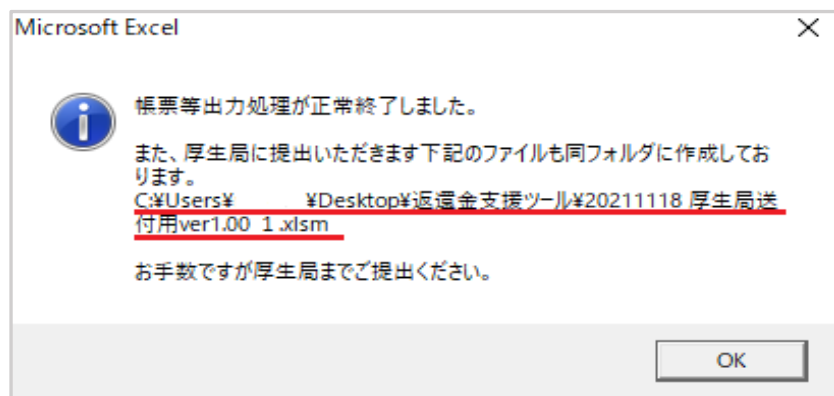 Microsoft Excel
帳票等出力処理が正常終了しました。
また、厚生局に提出いただきます下記のファイルも同フォルダに作成してお
ります。
C:¥Users¥ ¥Desktop¥返還金支援ツール¥20211118 厚生局送
付用ver1.00_1.xlsm
お手数ですが厚生局までご提出ください。
OK